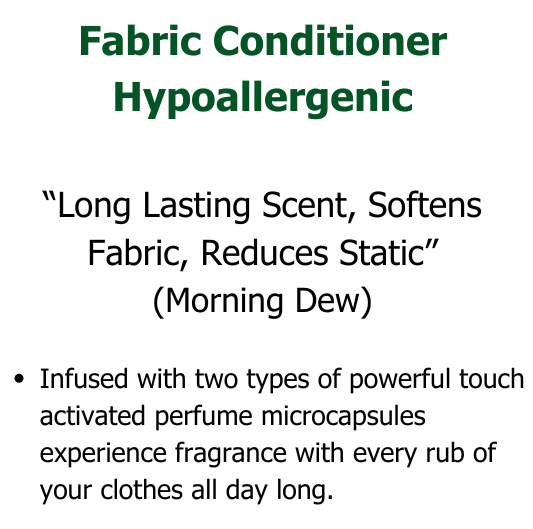 Fabric Conditioner
Hypoallergenic
“Long Lasting Scent, Softens
Fabric, Reduces Static”
(Morning Dew)
• Infused with two types of powerful touch
activated perfume microcapsules
experience fragrance with every rub of
your clothes all day long.